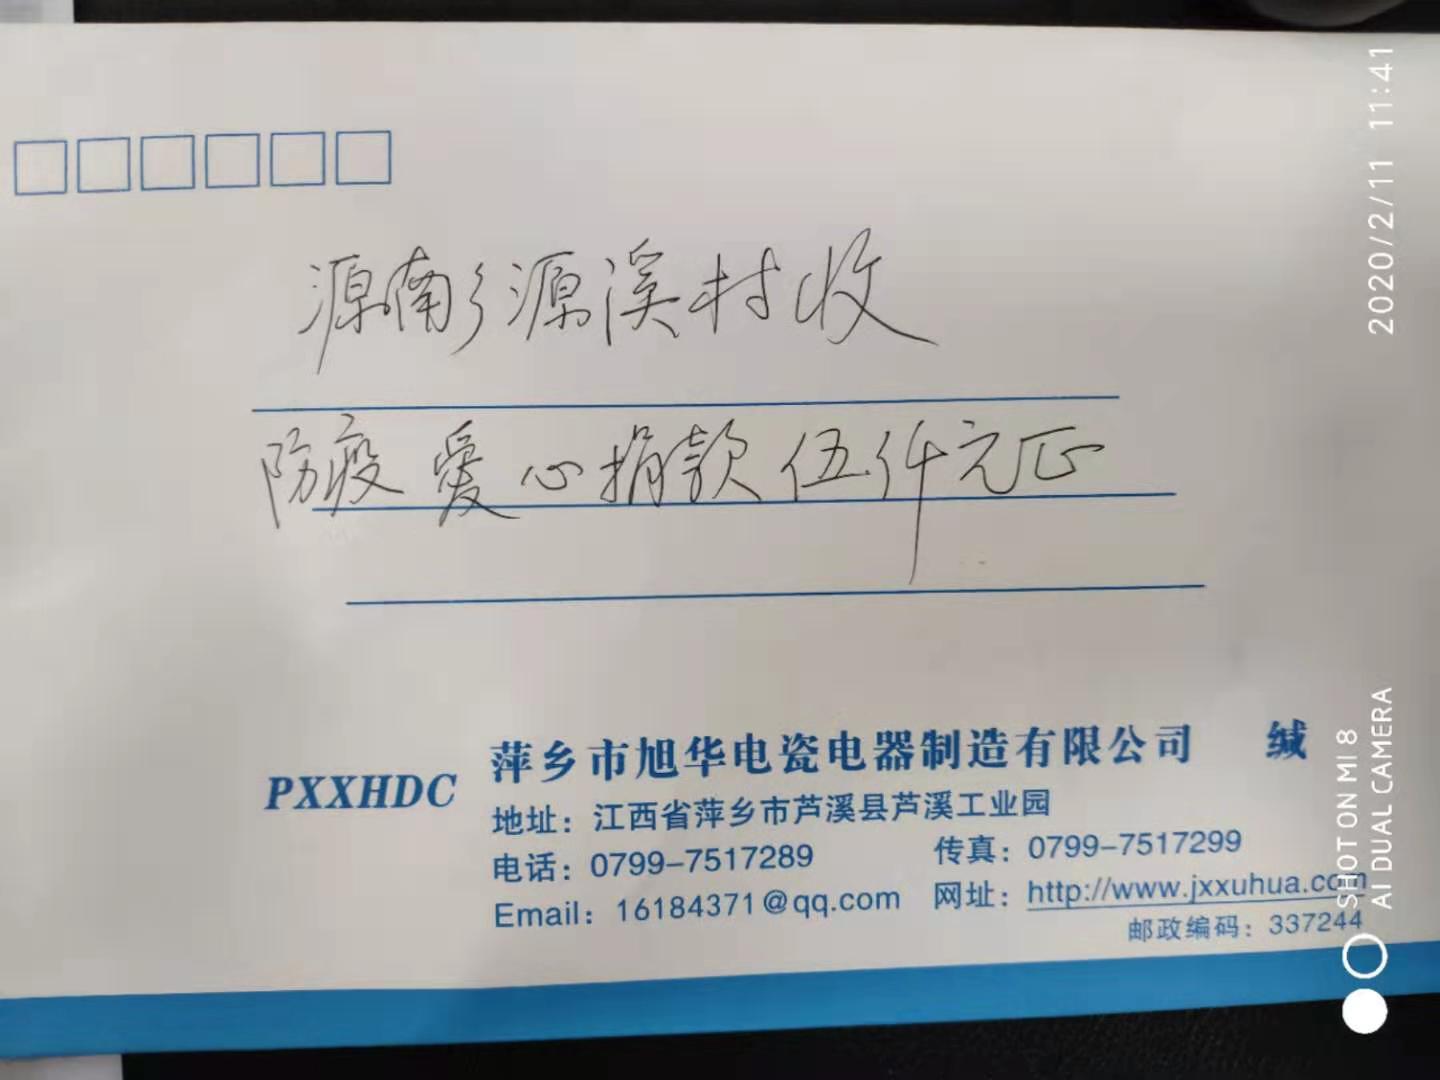 源南乡源溪村收
防疫爱心捐款伍仟元正
PXXHDC
萍乡市旭华电瓷电器制造有限公司 缄
地址：江西省萍乡市芦溪县芦溪工业园
电话：0799-7517289 传真：0799-7517299
Email：16184371@qq.com 网址：http://www.jxxuhua.com
邮政编码：337244
2020/2/11 11:41
SHOT ON MI 8
AI DUAL CAMERA